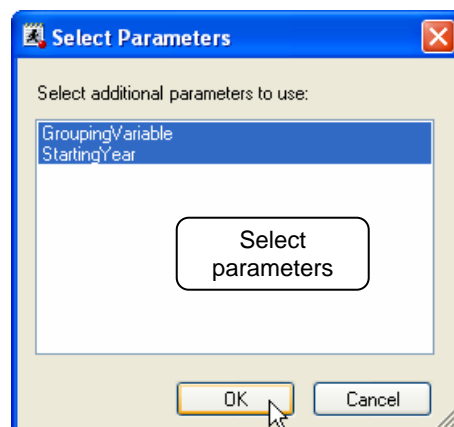 Select Parameters
Select additional parameters to use:
GroupingVariable
StartingYear
Select
parameters
OK
Cancel